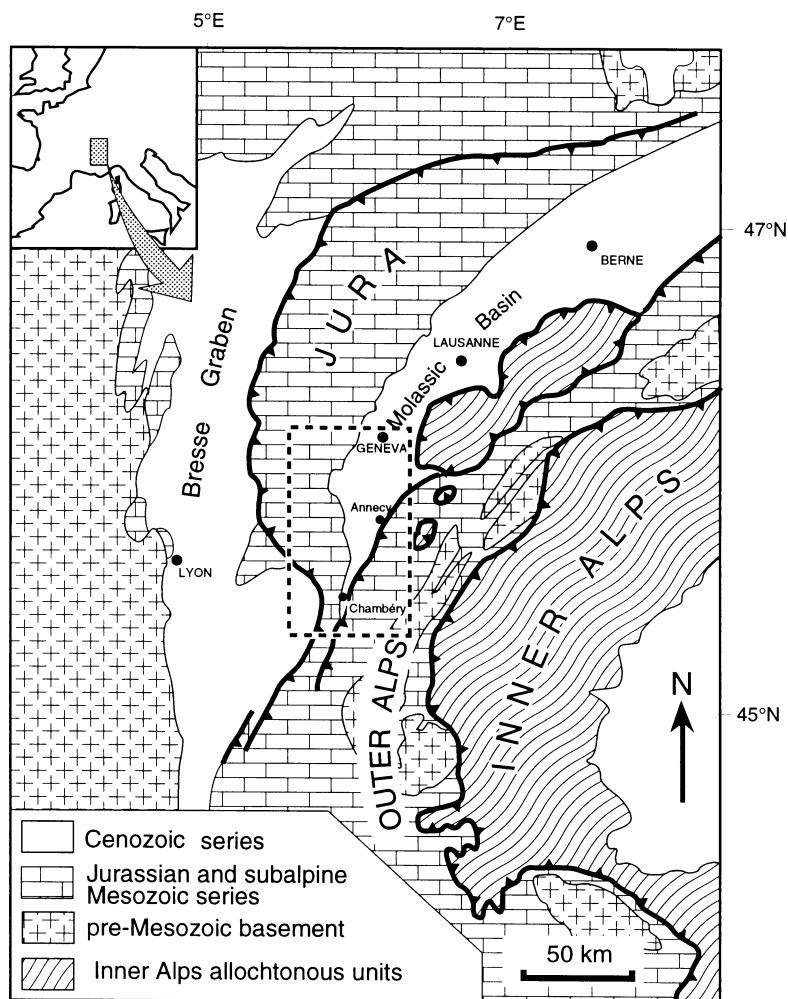 5°E
7°E
47°N
BERNE
JURA
Molassic Basin
LAUSANNE
Bresse Graben
GENEVA
Annecy
LYON
Chambéry
INNER ALPS
OUTER ALPS
N
45°N
Cenozoic series
Jurassian and subalpine
Mesozoic series
pre-Mesozoic basement
Inner Alps allochtonous units
50 km